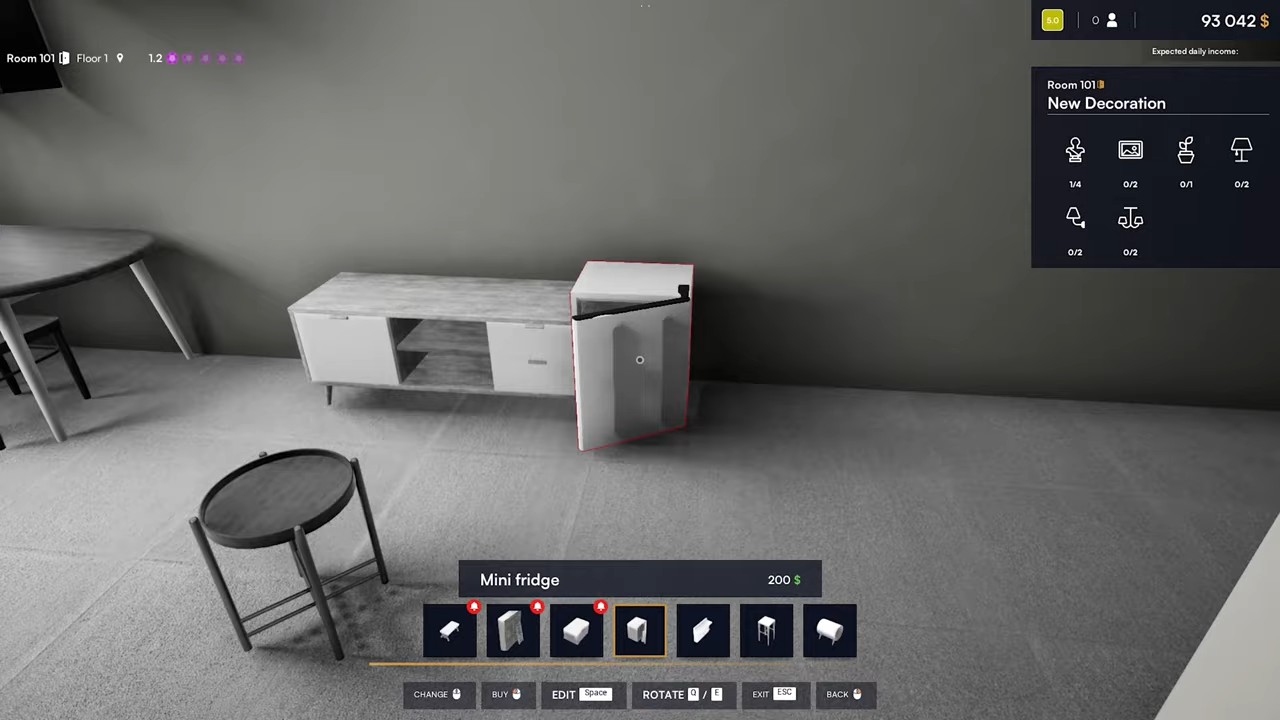 5.0
0
93 042 $
Expected daily income:
Room 101 Floor 1 1.2
Room 101
New Decoration
1/4 0/2 0/1 0/2
0/2 0/2
Mini fridge 200 $
CHANGE BUY EDIT Space ROTATE Q / E EXIT ESC BACK